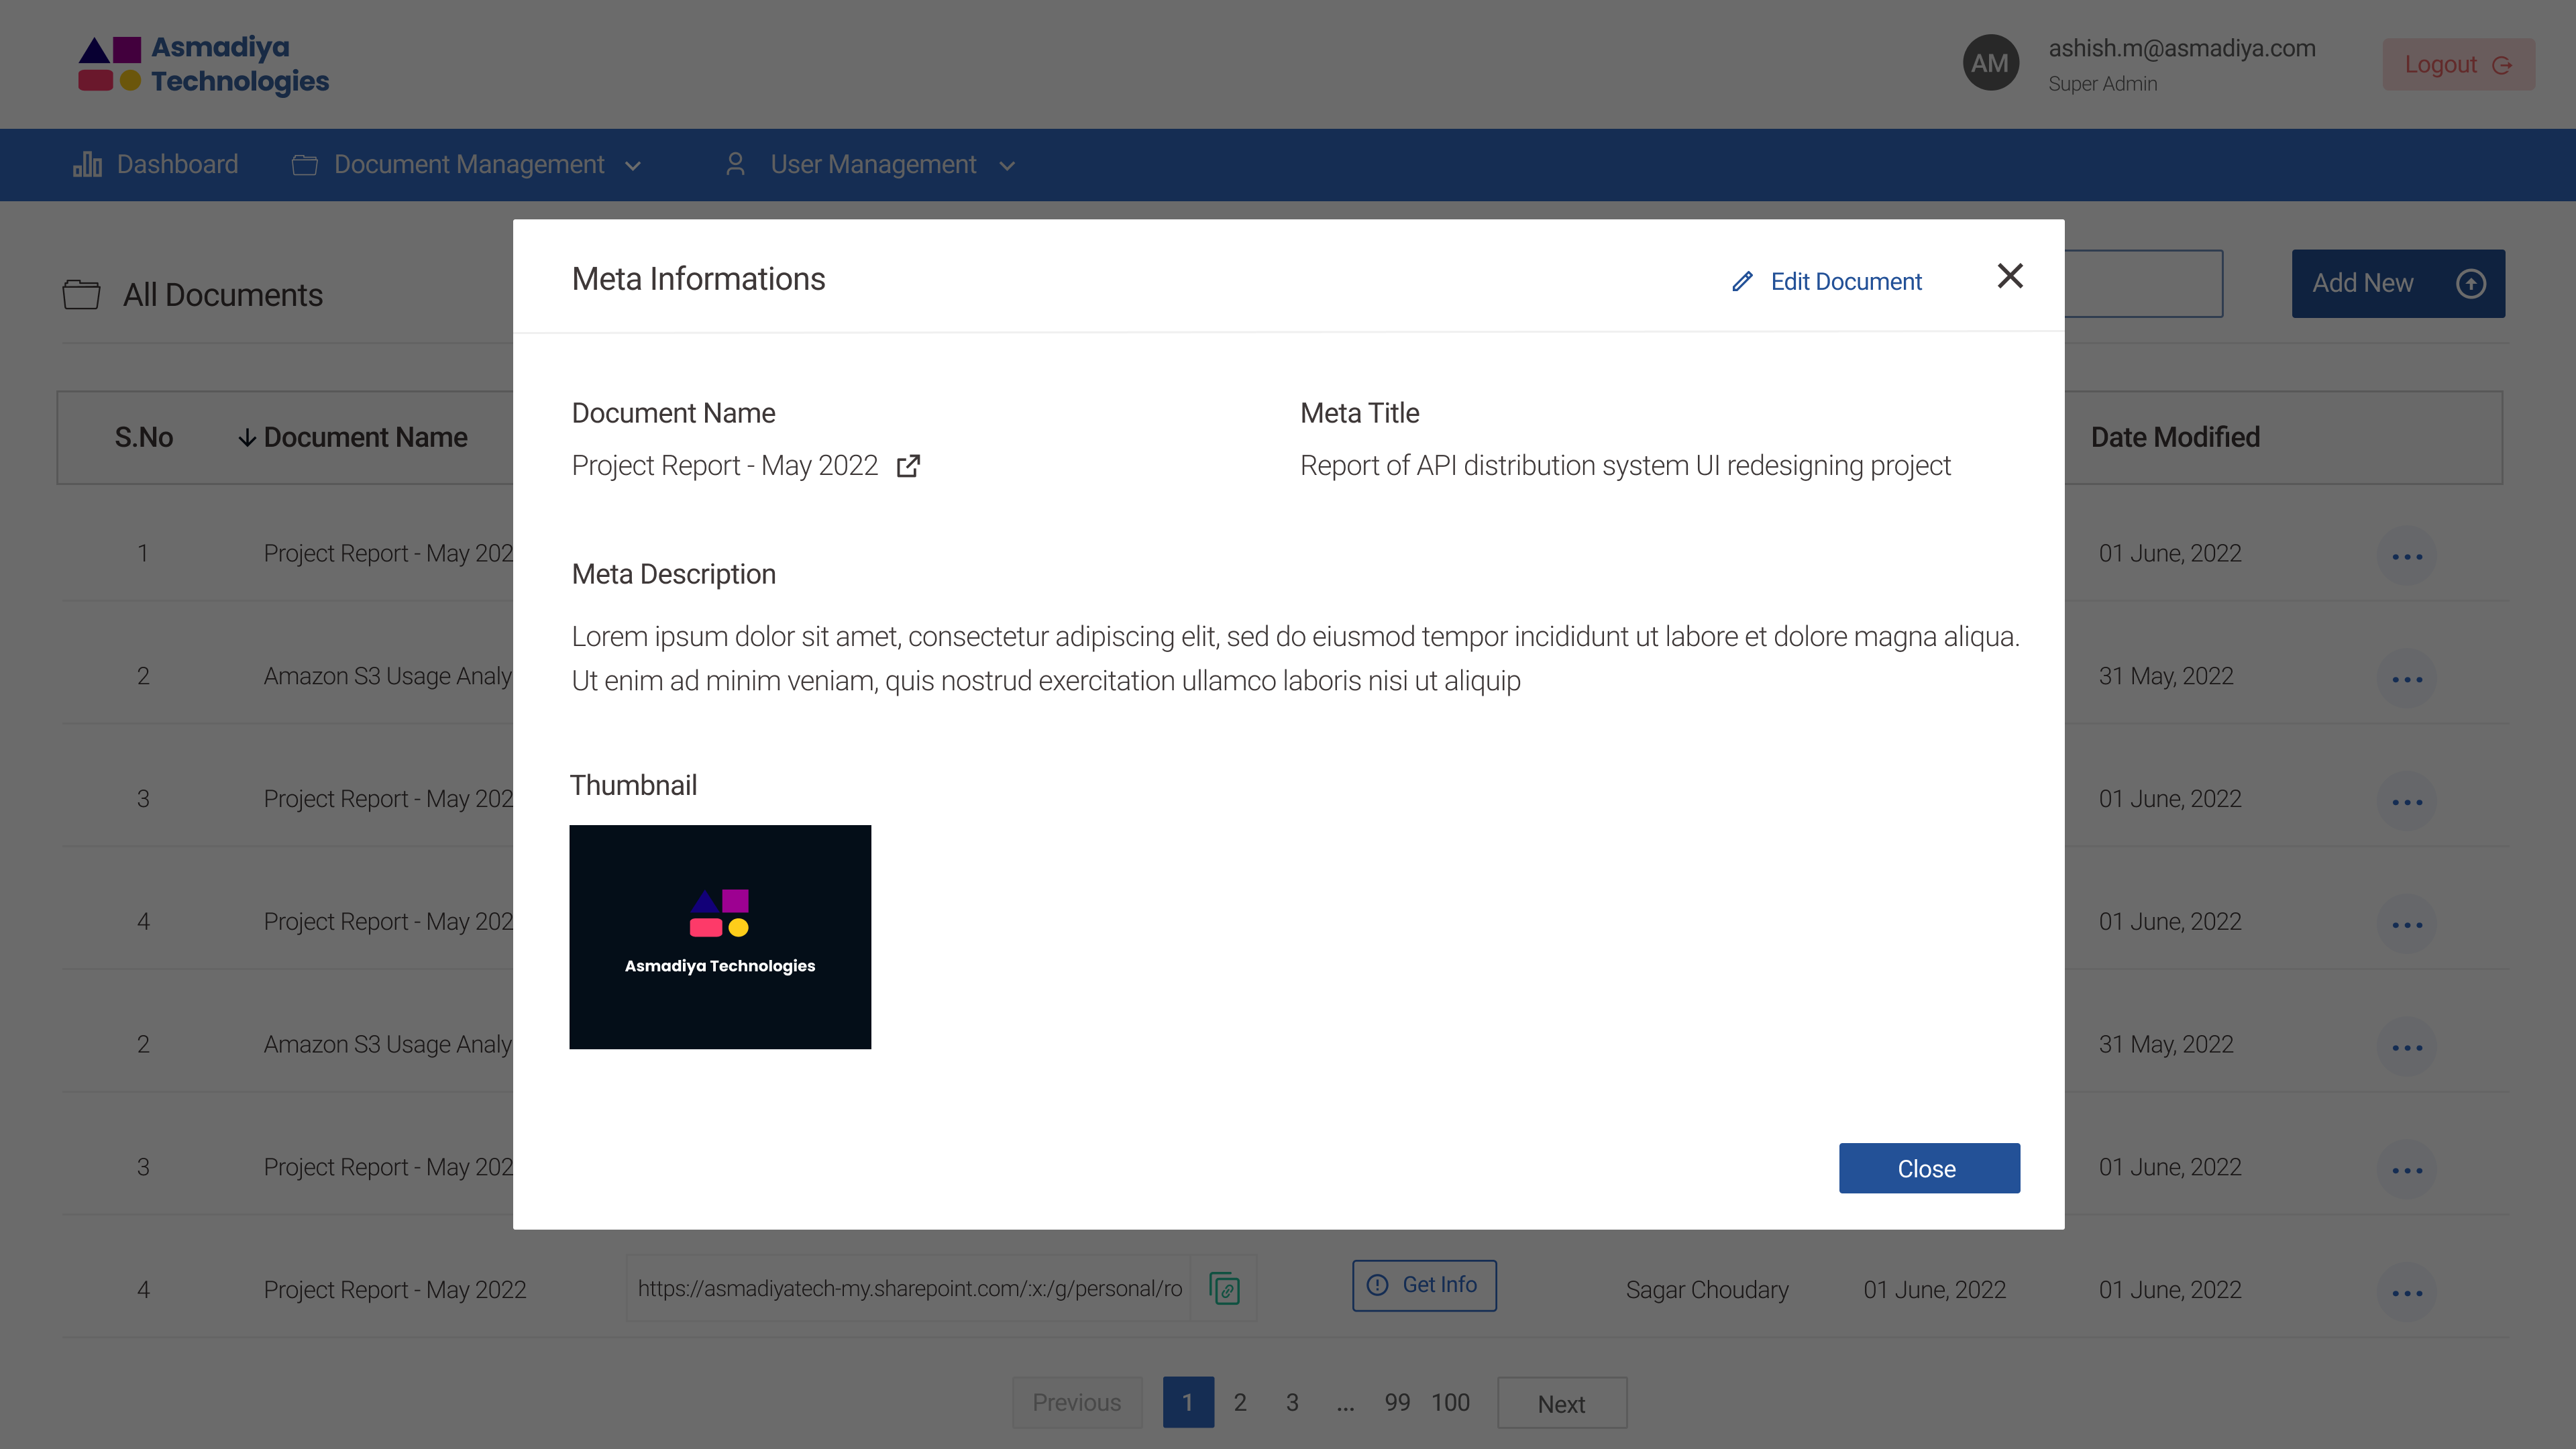 Asmadiya
Technologies
AM
ashish.m@asmadiya.com
Super Admin
Logout
Dashboard
Document Management
User Management
All Documents
Add New
Meta Informations
Edit Document
Document Name
Meta Title
Project Report - May 2022
Report of API distribution system UI redesigning project
Meta Description
Lorem ipsum dolor sit amet, consectetur adipiscing elit, sed do eiusmod tempor incididunt ut labore et dolore magna aliqua.
Ut enim ad minim veniam, quis nostrud exercitation ullamco laboris nisi ut aliquip
Thumbnail
Asmadiya Technologies
Close
S.No Document Name Date Modified
1 Project Report - May 202 01 June, 2022
2 Amazon S3 Usage Analy 31 May, 2022
3 Project Report - May 202 01 June, 2022
4 Project Report - May 202 01 June, 2022
2 Amazon S3 Usage Analy 31 May, 2022
3 Project Report - May 202 01 June, 2022
4 Project Report - May 2022 https://asmadiyatech-my.sharepoint.com/:x:/g/personal/ro Get Info Sagar Choudary 01 June, 2022 01 June, 2022
Previous 1 2 3 ... 99 100 Next